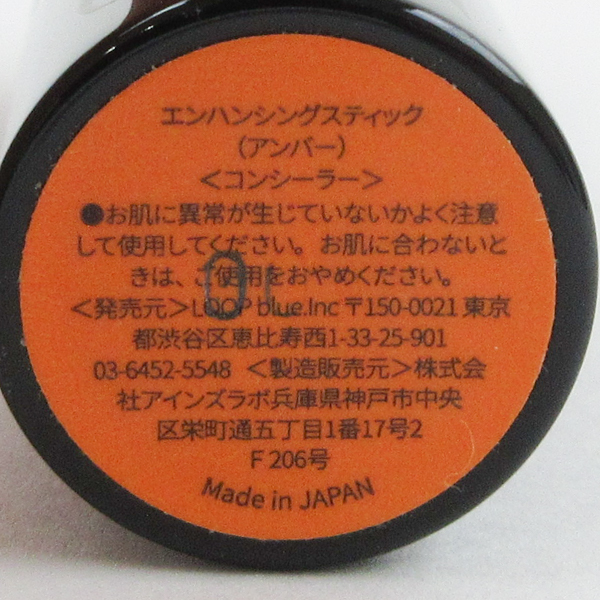 エンハンシングスティック
（アンバー）
＜コンシーラー＞
●お肌に異常が生じていないかよく注意
して使用してください。お肌に合わないと
きは、ご使用をおやめください。
＜発売元＞LOOP blue.Inc 〒150-0021 東京
都渋谷区恵比寿西1-33-25-901
03-6452-5548 ＜製造販売元＞株式会
社アインズラボ兵庫県神戸市中央
区栄町通五丁目1番17号2
F 206号
Made in JAPAN